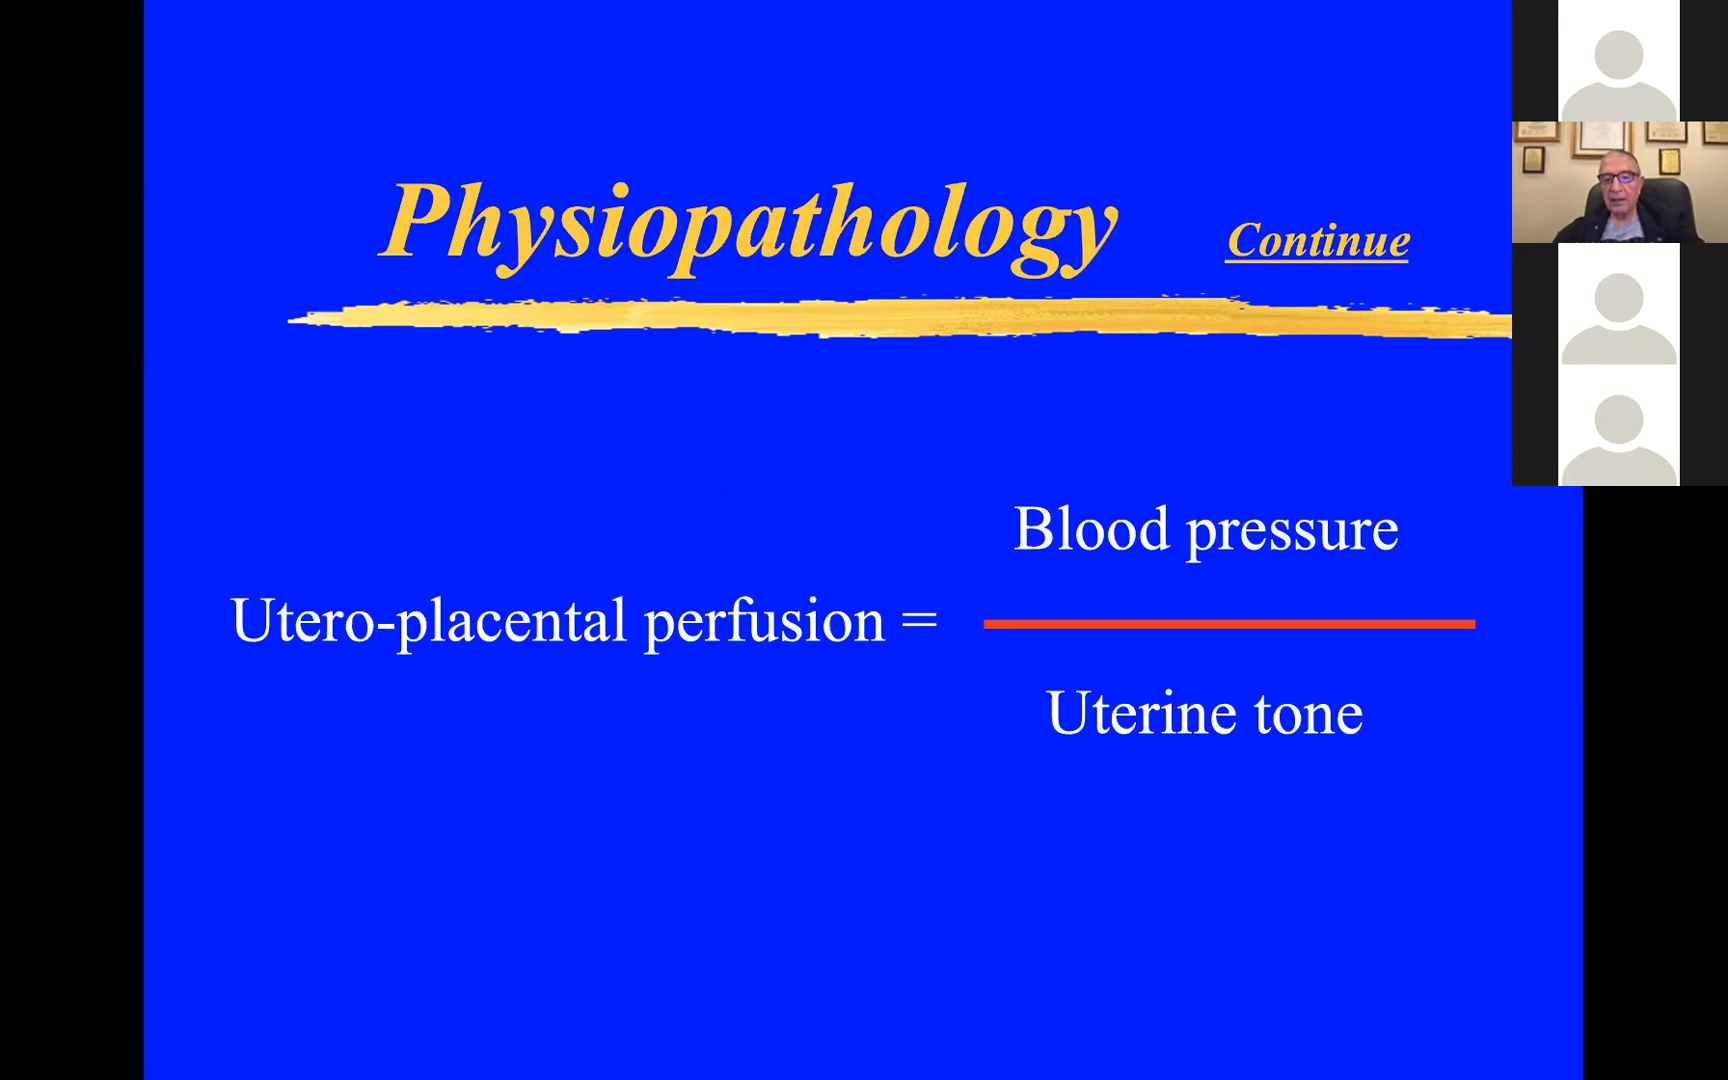 Physiopathology Continue
Blood pressure
Utero-placental perfusion =
Uterine tone